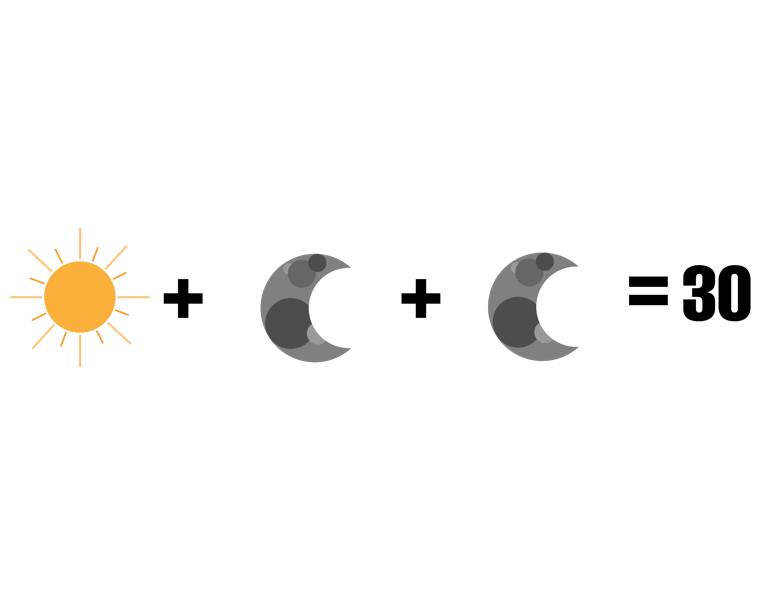 + + = 30